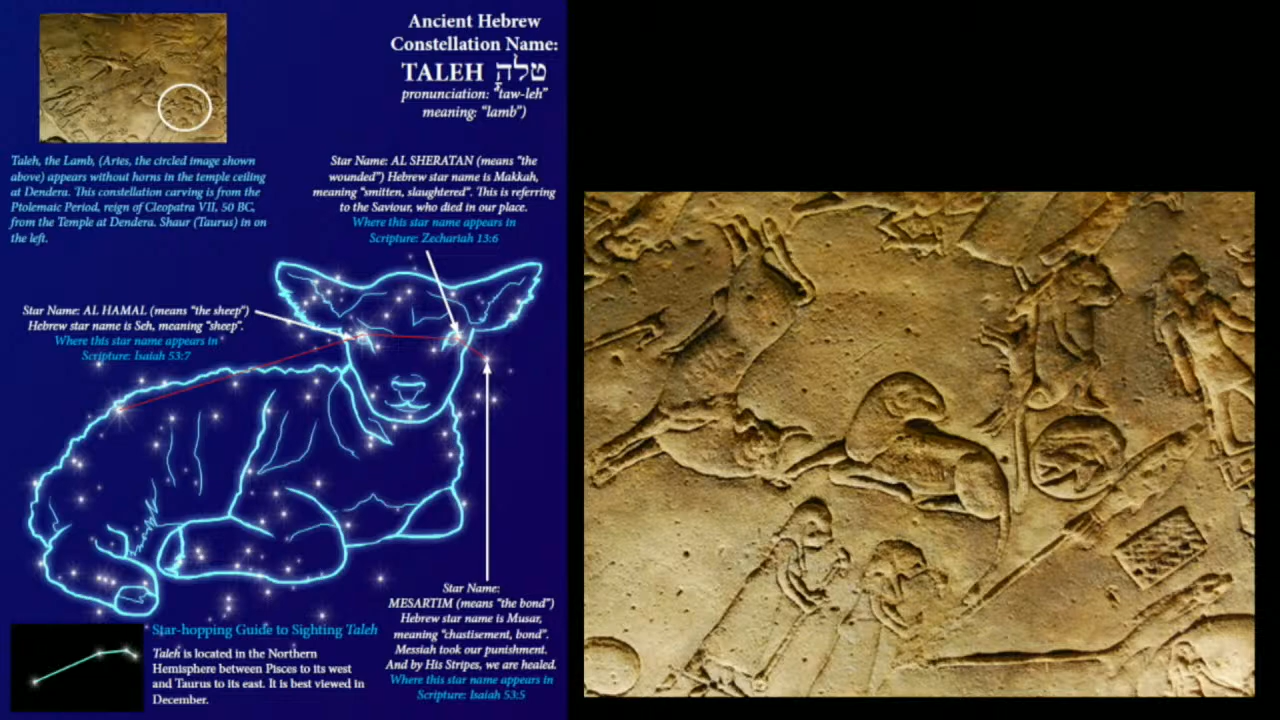 Ancient Hebrew
Constellation Name:
TALEH טלה
pronunciation: "taw-leh"
meaning: "lamb")
Taleh, the Lamb, (Aries, the circled image shown
above) appears without horns in the temple ceiling
at Dendera. This constellation carving is from the
Ptolemaic Period, reign of Cleopatra VII, 50 BC,
from the Temple at Dendera. Shaur (Taurus) in on
the left.
Star Name: AL SHERATAN (means "the
wounded") Hebrew star name is Makkah,
meaning "smitten, slaughtered". This is referring
to the Saviour, who died in our place.
Where this star name appears in
Scripture: Zechariah 13:6
Star Name: AL HAMAL (means "the sheep")
Hebrew star name is Seh, meaning "sheep".
Where this star name appears in
Scripture: Isaiah 53:7
Star Name:
MESARTIM (means "the bond")
Hebrew star name is Musar,
meaning "chastisement, bond".
Messiah took our punishment.
And by His Stripes, we are healed.
Where this star name appears in
Scripture: Isaiah 53:5
Star-hopping Guide to Sighting Taleh
Taleh is located in the Northern
Hemisphere between Pisces to its west
and Taurus to its east. It is best viewed in
December.